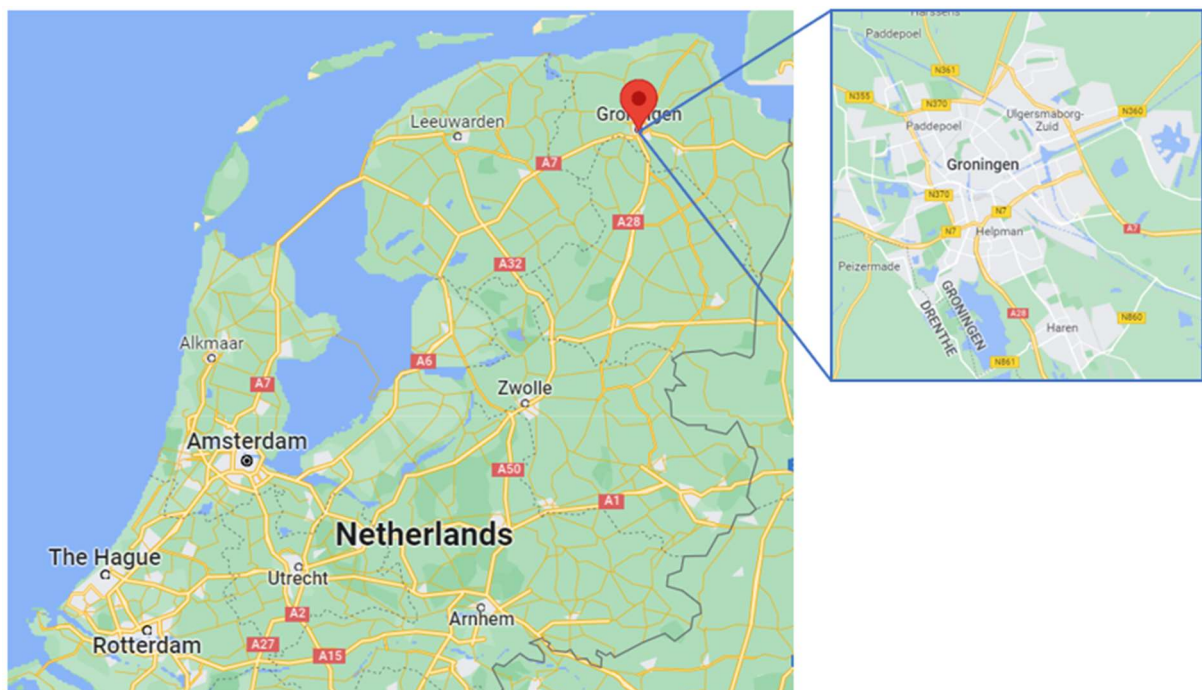 Leeuwarden
Groningen
A7
A28
A32
Alkmaar
A6
A7
Zwolle
Amsterdam
A50
A1
Netherlands
The Hague
Utrecht
A2
Arnhem
Rotterdam
A27
A15
Harssens
Paddepoel
N361
N355
N370
N360
Ulgersmaborg-
Zuid
Paddepoel
Groningen
N370
N7
N7
Helpman
A7
Peizermade
GRONINGEN
DRENTHE
A28
N860
Haren
N861